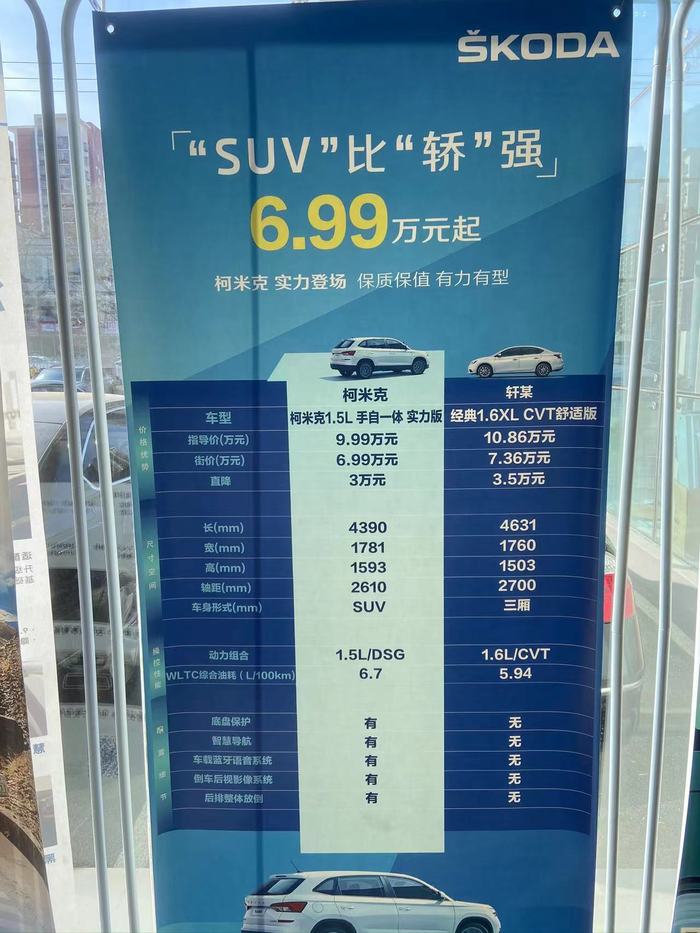 ŠKODA
「“SUV”比“轿”强」
6.99万元起
柯米克 实力登场 保质保值 有力有型
柯米克 轩某
价格优势
车型 柯米克1.5L 手自一体 实力版 经典1.6XL CVT舒适版
指导价(万元) 9.99万元 10.86万元
街价(万元) 6.99万元 7.36万元
直降 3万元 3.5万元
尺寸空间
长(mm) 4390 4631
宽(mm) 1781 1760
高(mm) 1593 1503
轴距(mm) 2610 2700
车身形式(mm) SUV 三厢
操控性能
动力组合 1.5L/DSG 1.6L/CVT
WLTC综合油耗（L/100km) 6.7 5.94
配置细节
底盘保护 有 无
智慧导航 有 无
车载蓝牙语音系统 有 无
倒车后视影像系统 有 无
后排整体放倒 有 无